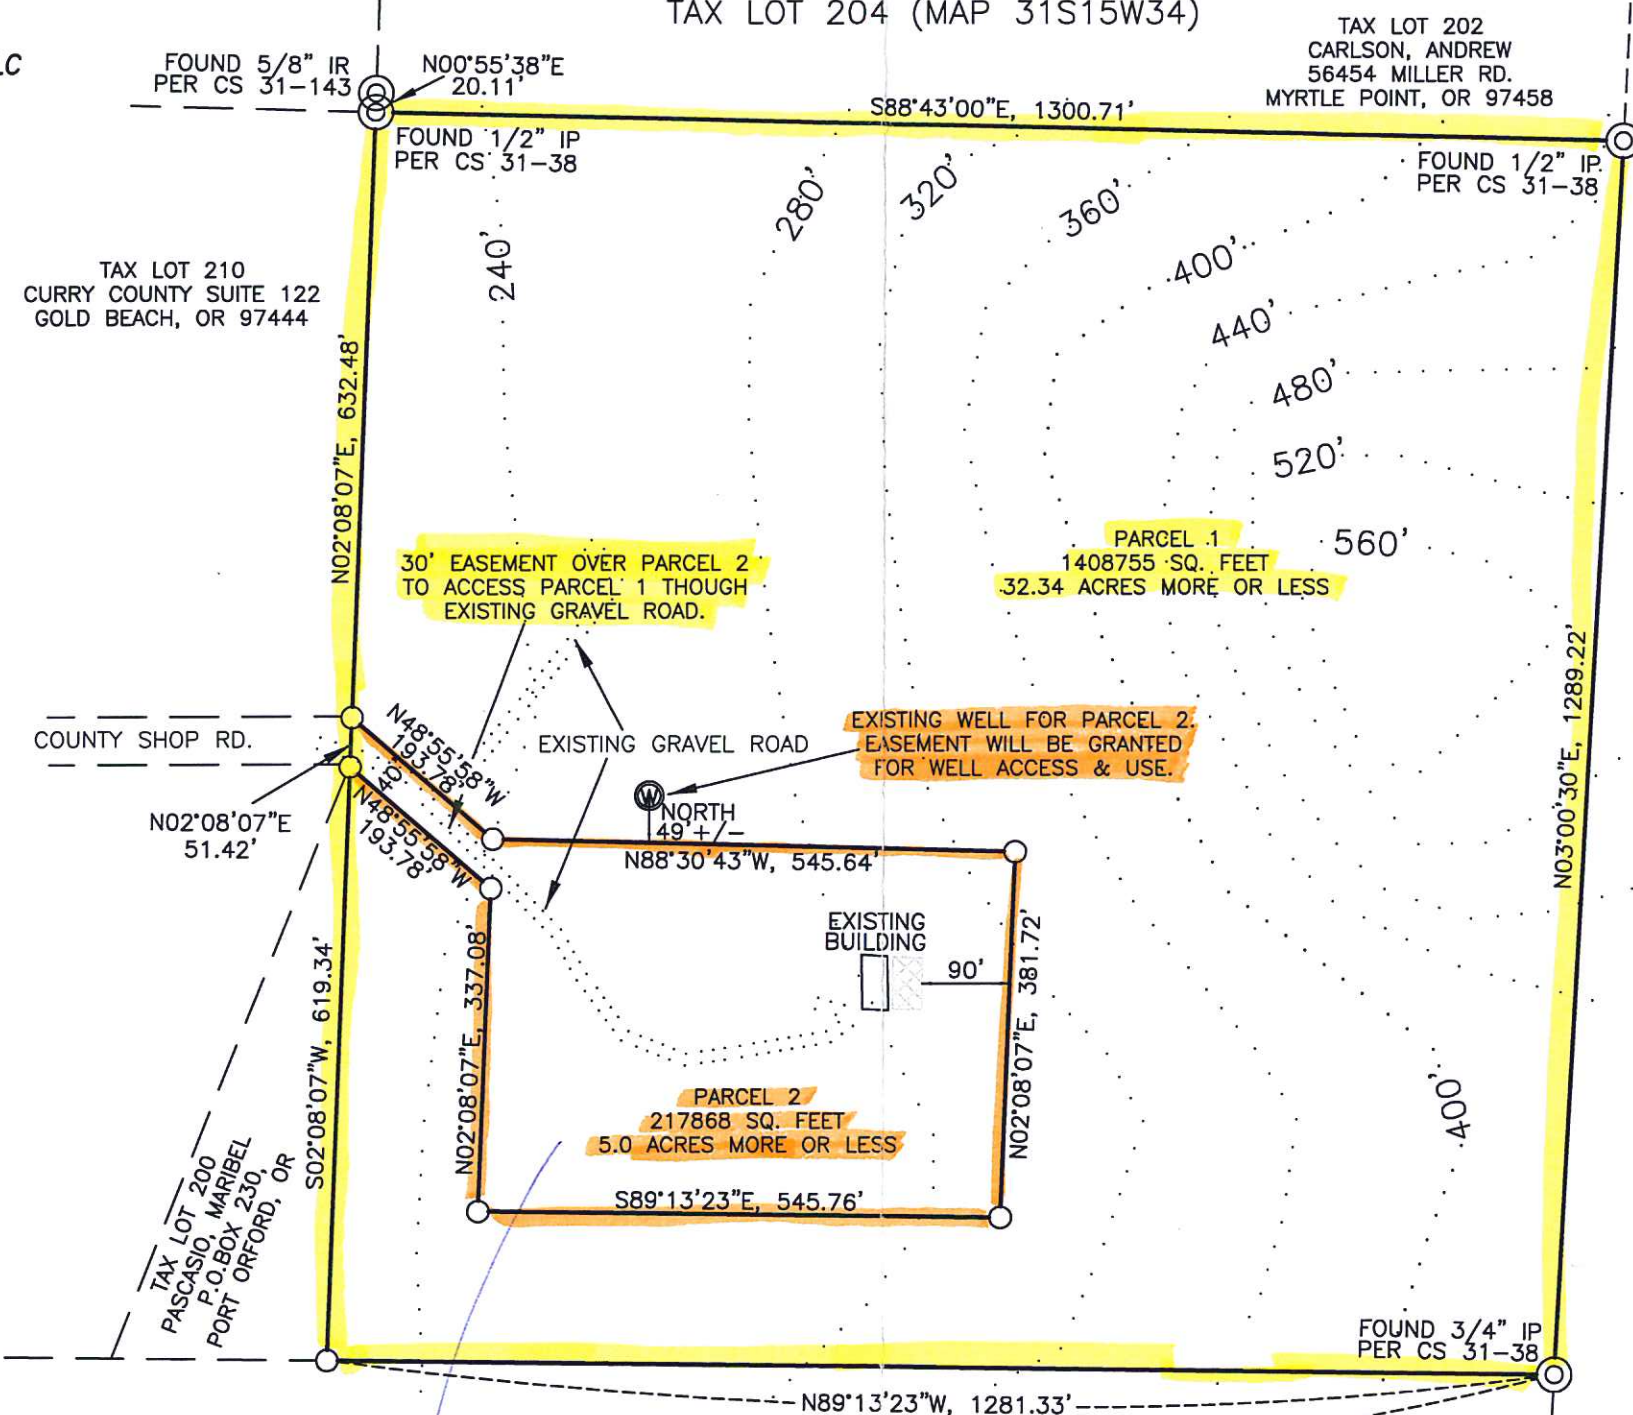 TAX LOT 204 (MAP 31S15W34)
LC
FOUND 5/8" IR
PER CS 31-143
N00°55'38"E
20.11'
TAX LOT 202
CARLSON, ANDREW
56454 MILLER RD.
MYRTLE POINT, OR 97458
S88°43'00"E, 1300.71'
FOUND 1/2" IP
PER CS 31-38
FOUND 1/2" IP.
PER CS 31-38
280'
320'
360'
240'
400'
440'
480'
520'
560'
TAX LOT 210
CURRY COUNTY SUITE 122
GOLD BEACH, OR 97444
N02°08'07"E, 632.48'
30' EASEMENT OVER PARCEL 2
TO ACCESS PARCEL 1 THOUGH
EXISTING GRAVEL ROAD.
PARCEL 1
1408755 SQ. FEET
32.34 ACRES MORE OR LESS
N03°00'30"E, 1289.22'
COUNTY SHOP RD.
N48°55'58"W
193.78'
40'
N48°55'58"W
193.78'
EXISTING GRAVEL ROAD
EXISTING WELL FOR PARCEL 2.
EASEMENT WILL BE GRANTED
FOR WELL ACCESS & USE.
W
NORTH
49'+/-
N02°08'07"E
51.42'
N88°30'43"W, 545.64'
EXISTING
BUILDING
90'
N02°08'07"E, 381.72'
N02°08'07"E, 337.08'
S02°08'07"W, 619.34'
PARCEL 2
217868 SQ. FEET
5.0 ACRES MORE OR LESS
400'
S89°13'23"E, 545.76'
TAX LOT 200
PASCASIO, MARIBEL
P.O.BOX 230,
PORT ORFORD, OR
FOUND 3/4" IP
PER CS 31-38
N89°13'23"W, 1281.33'